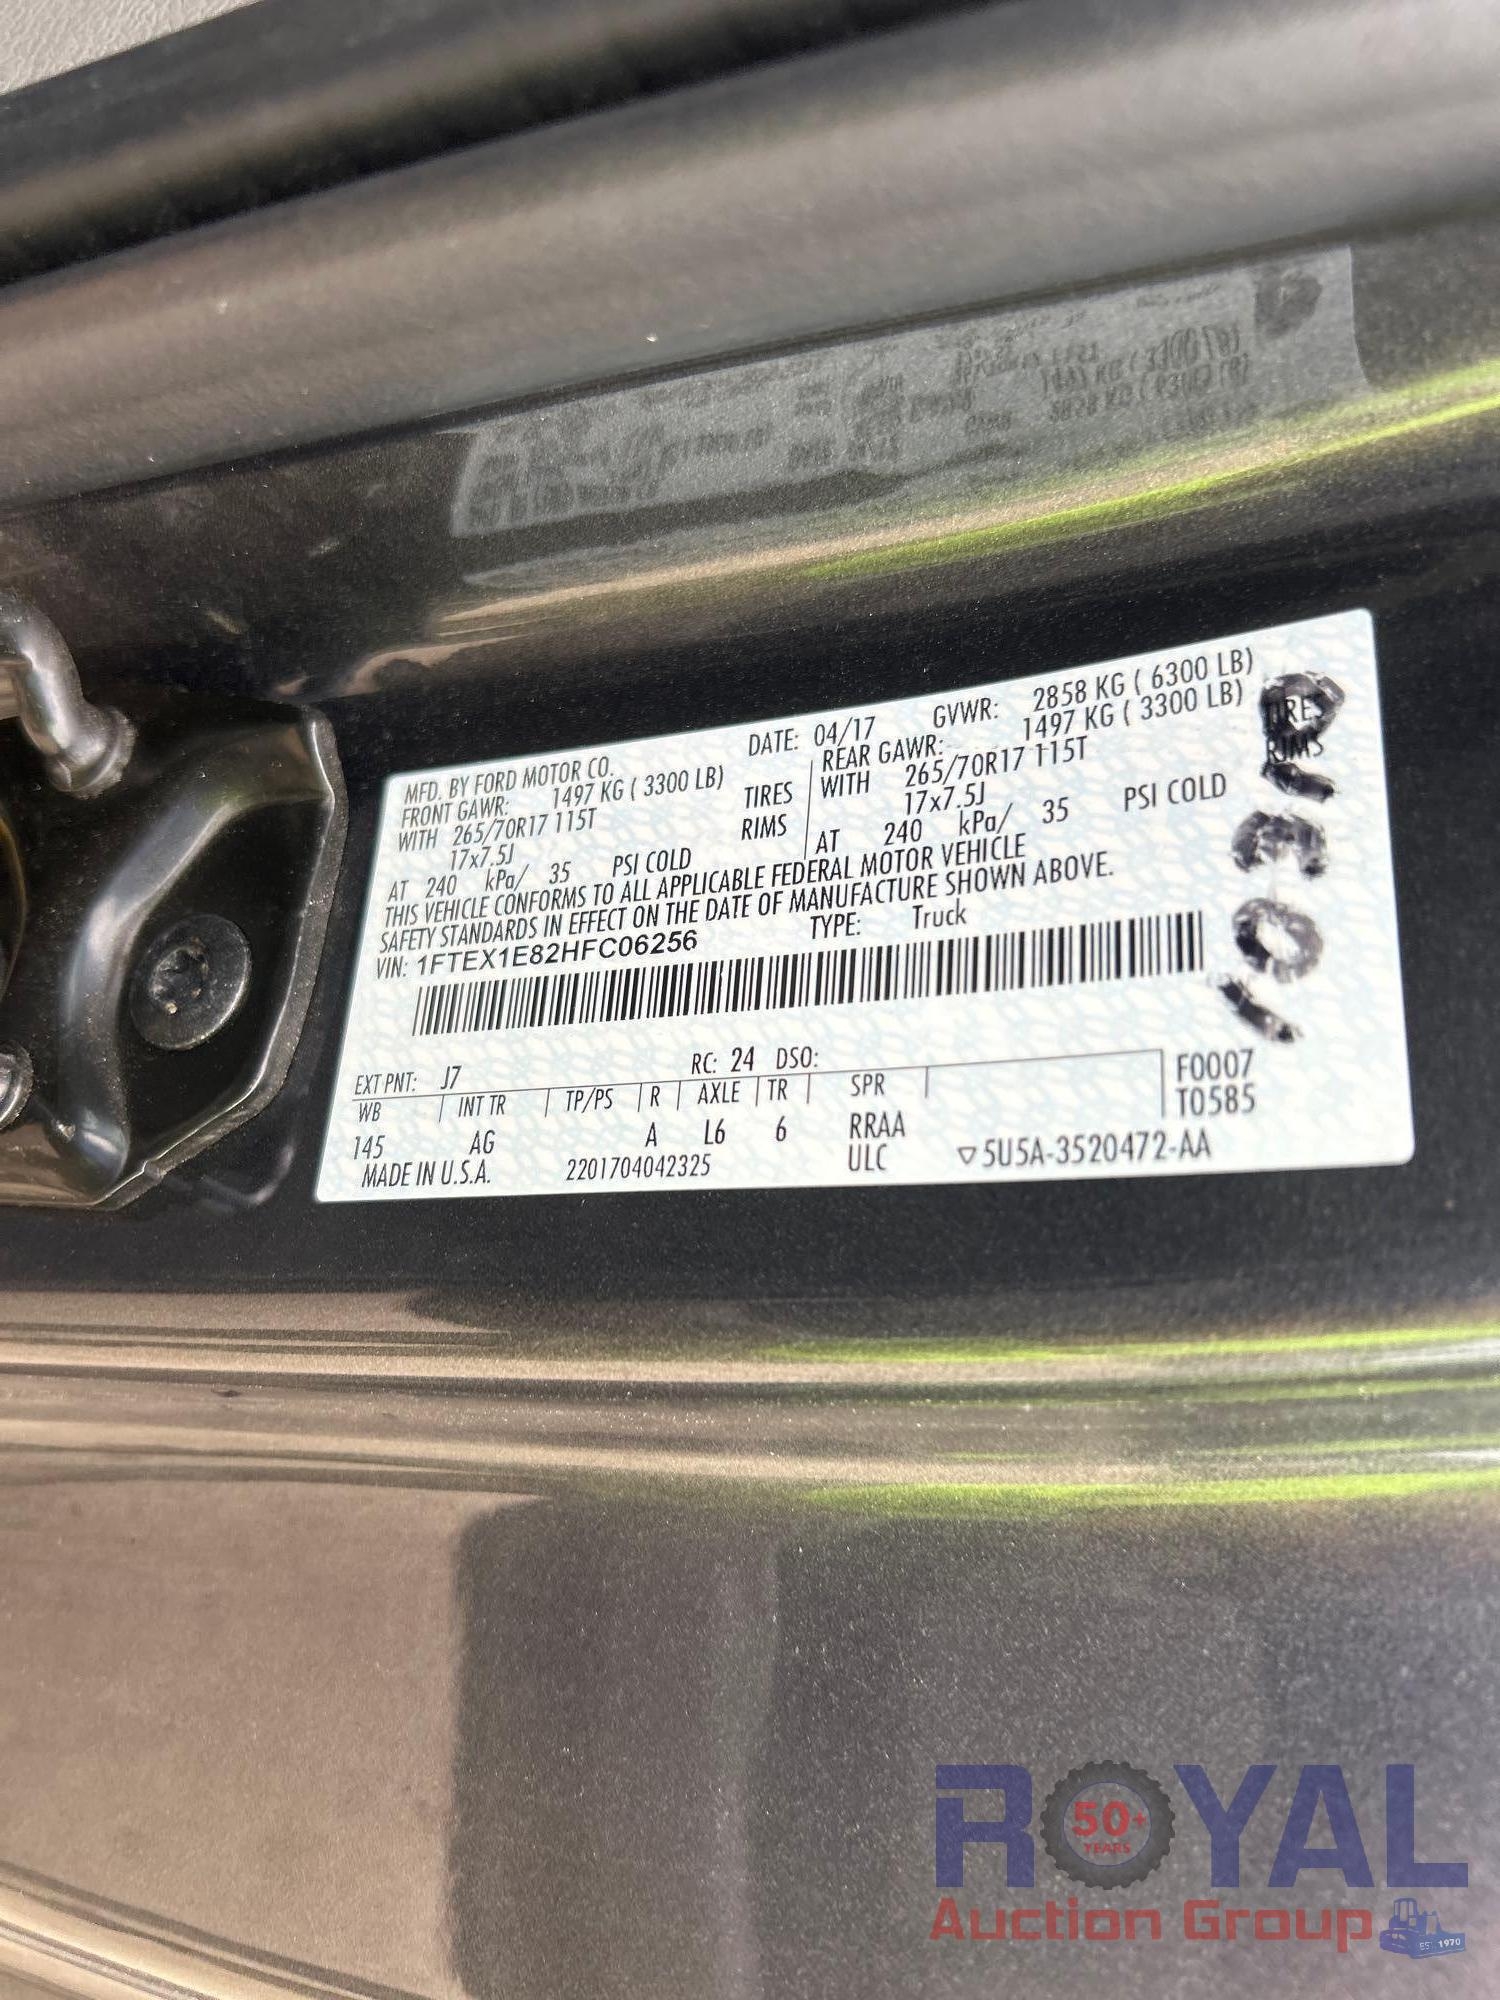 MFD. BY FORD MOTOR CO.
DATE: 04/17 GVWR: 2858 KG ( 6300 LB)
FRONT GAWR: 1497 KG ( 3300 LB) REAR GAWR: 1497 KG ( 3300 LB)
WITH 265/70R17 115T TIRES WITH 265/70R17 115T TIRES
17x7.5J RIMS 17x7.5J RIMS
AT 240 kPa/ 35 PSI COLD AT 240 kPa/ 35 PSI COLD
THIS VEHICLE CONFORMS TO ALL APPLICABLE FEDERAL MOTOR VEHICLE
SAFETY STANDARDS IN EFFECT ON THE DATE OF MANUFACTURE SHOWN ABOVE.
VIN: 1FTEX1E82HFC06256 TYPE: Truck
EXT PNT: J7 RC: 24 DSO: F0007
WB INT TR TP/PS R AXLE TR SPR T0585
145 AG A L6 6 RRAA
MADE IN U.S.A. 2201704042325 ULC 5U5A-3520472-AA
ROYAL
50+
YEARS
Auction Group
EST. 1970